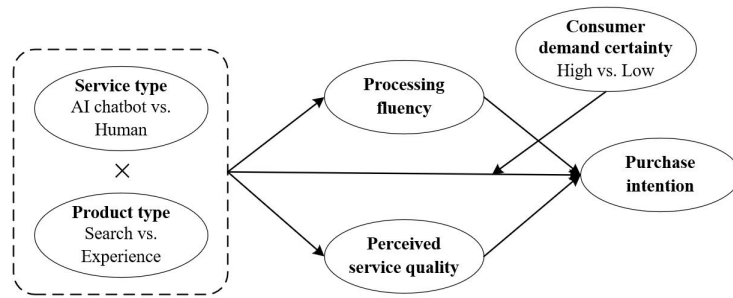 Service type
AI chatbot vs.
Human
×
Product type
Search vs.
Experience
Processing
fluency
Perceived
service quality
Consumer
demand certainty
High vs. Low
Purchase
intention